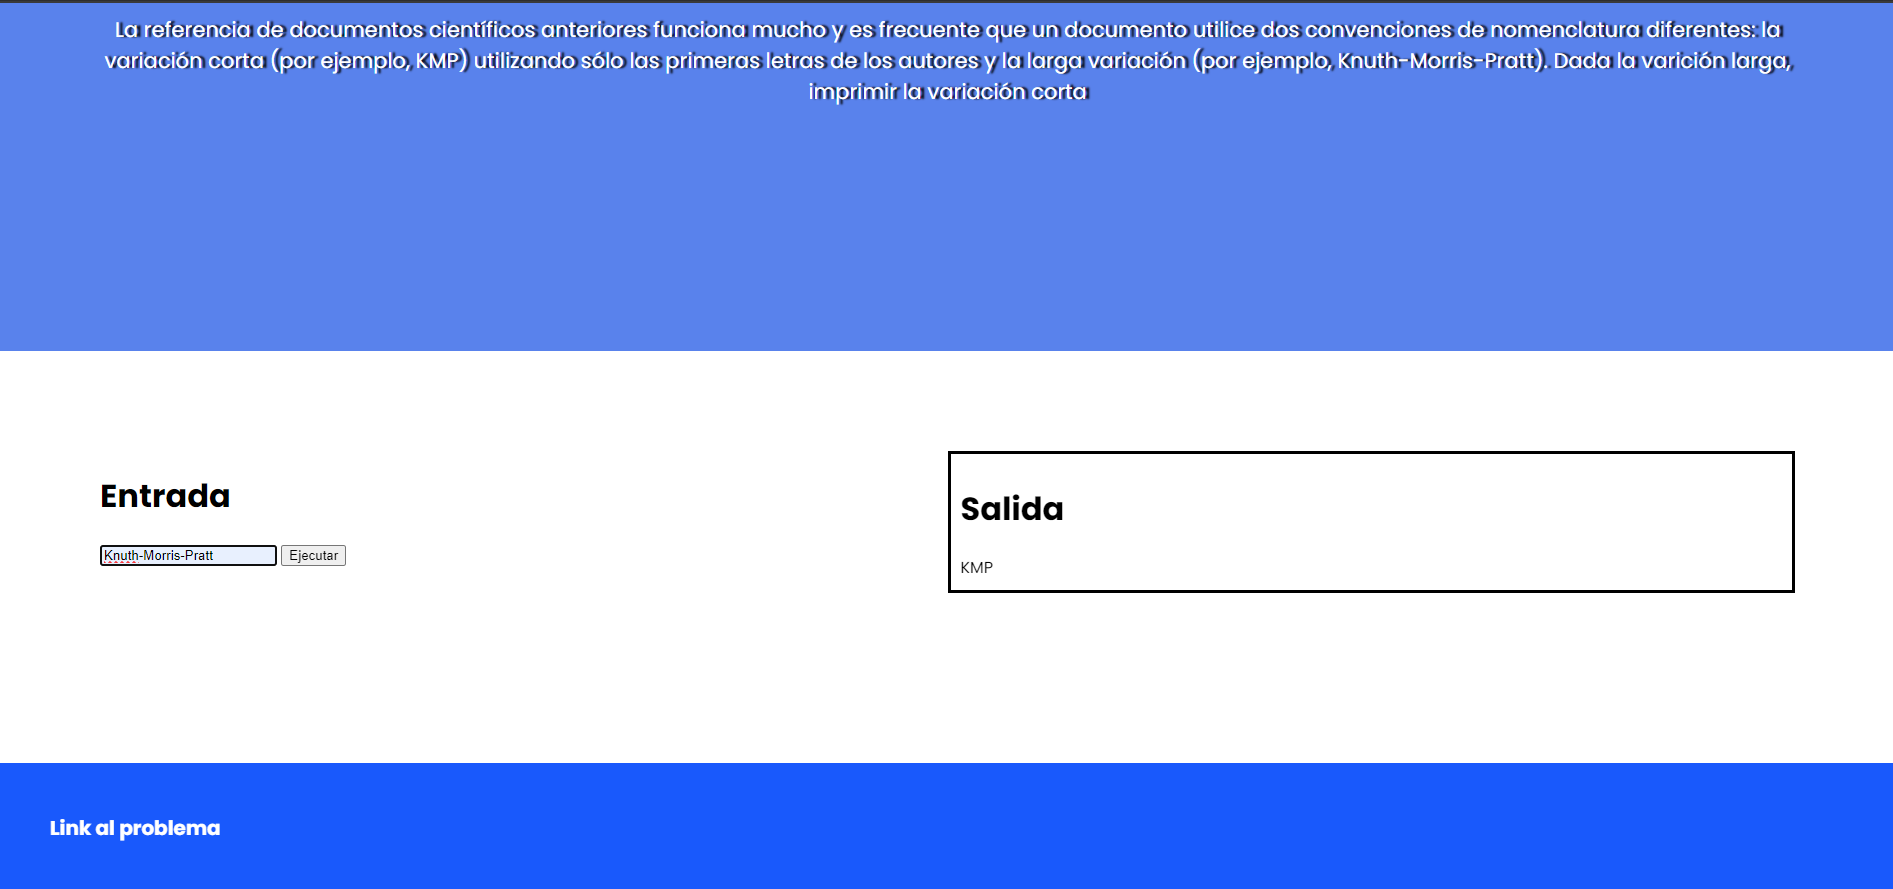 La referencia de documentos científicos anteriores funciona mucho y es frecuente que un documento utilice dos convenciones de nomenclatura diferentes: la
variación corta (por ejemplo, KMP) utilizando sólo las primeras letras de los autores y la larga variación (por ejemplo, Knuth-Morris-Pratt). Dada la varición larga,
imprimir la variación corta
Entrada
Knuth-Morris-Pratt Ejecutar
Salida
KMP
Link al problema